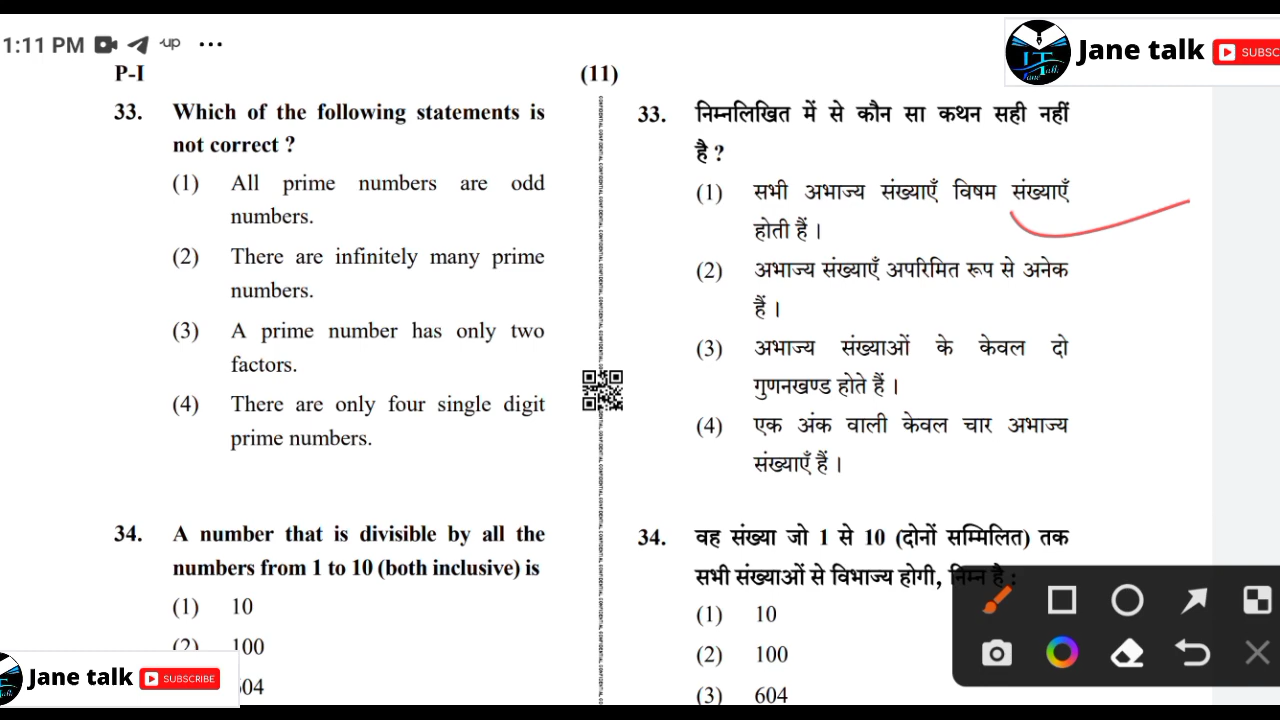 1:11 PM
Jane talk
SUBSC
P-I
(11)
33. Which of the following statements is
not correct ?
(1) All prime numbers are odd
numbers.
(2) There are infinitely many prime
numbers.
(3) A prime number has only two
factors.
(4) There are only four single digit
prime numbers.
34. A number that is divisible by all the
numbers from 1 to 10 (both inclusive) is
(1) 10
(2) 100
604
33. निम्नलिखित में से कौन सा कथन सही नहीं
है ?
(1) सभी अभाज्य संख्याएँ विषम संख्याएँ
होती हैं ।
(2) अभाज्य संख्याएँ अपरिमित रूप से अनेक
हैं ।
(3) अभाज्य संख्याओं के केवल दो
गुणनखण्ड होते हैं ।
(4) एक अंक वाली केवल चार अभाज्य
संख्याएँ हैं ।
34. वह संख्या जो 1 से 10 (दोनों सम्मिलित) तक
सभी संख्याओं से विभाज्य होगी, निम्न है :
(1) 10
(2) 100
(3) 604
Jane talk
SUBSCRIBE